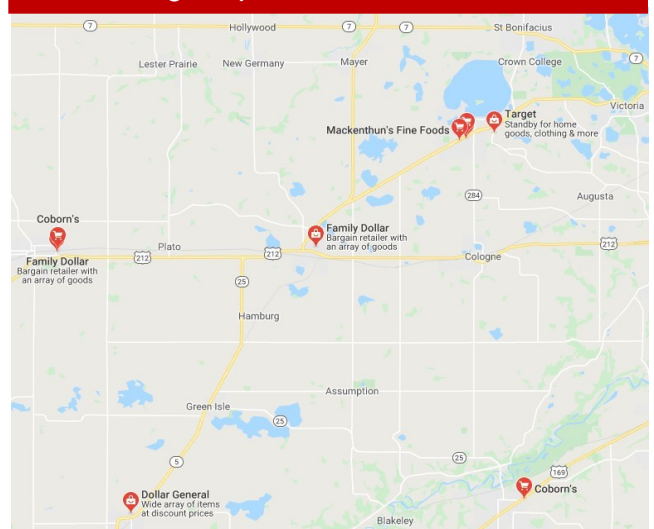 7
Hollywood
7
7
St Bonifacius
Lester Prairie
New Germany
Mayer
Crown College
7
Victoria
Target
Standby for home
goods, clothing & more
Mackenthun's Fine Foods
284
Augusta
Coborn's
Family Dollar
Bargain retailer with
an array of goods
Plato
212
212
Cologne
212
Family Dollar
Bargain retailer with
an array of goods
25
Hamburg
Assumption
Green Isle
25
5
25
169
Dollar General
Wide array of items
at discount prices
Coborn's
Blakeley